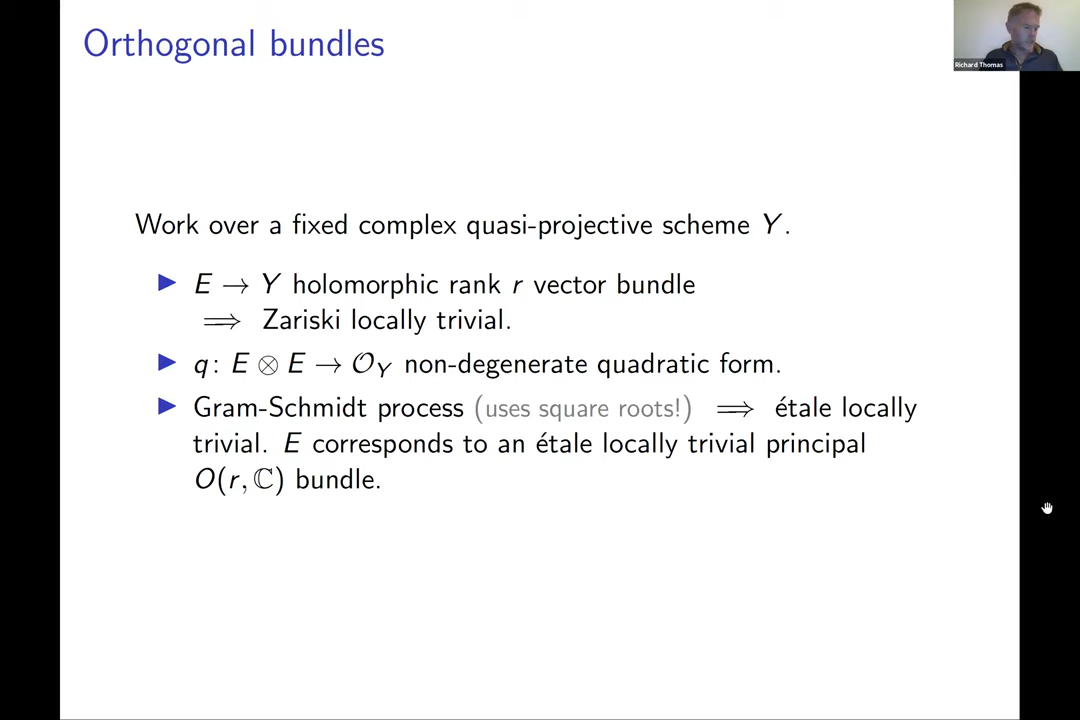 Orthogonal bundles
Richard Thomas
Work over a fixed complex quasi-projective scheme Y.
▶ E → Y holomorphic rank r vector bundle
⟹ Zariski locally trivial.
▶ q: E ⊗ E → 𝒪_Y non-degenerate quadratic form.
▶ Gram-Schmidt process (uses square roots!) ⟹ étale locally
trivial. E corresponds to an étale locally trivial principal
O(r, ℂ) bundle.